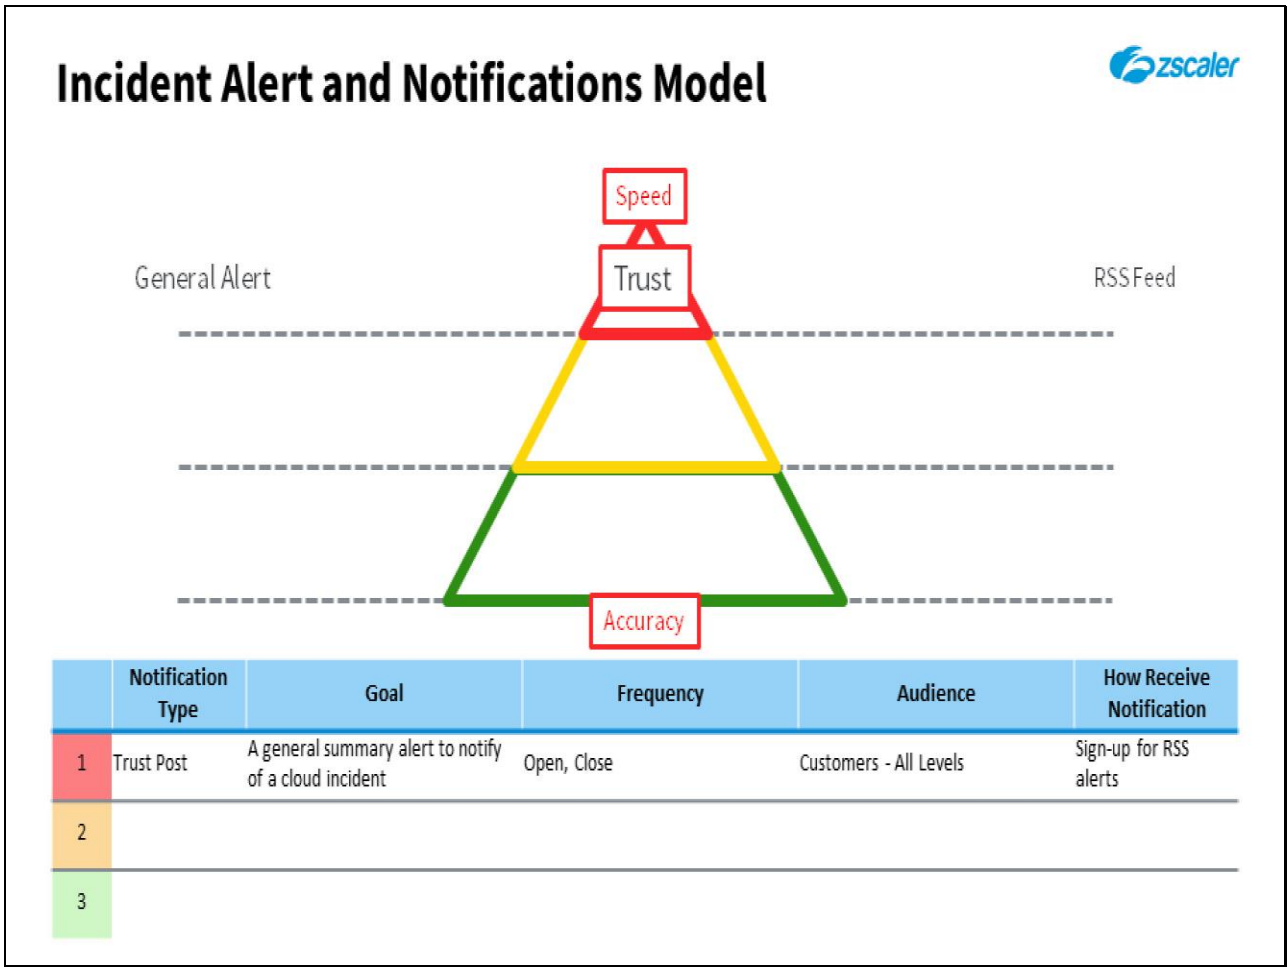 Incident Alert and Notifications Model
zscaler
Speed
General Alert
Trust
RSS Feed
Accuracy
Notification
Type
Goal
Frequency
Audience
How Receive
Notification
1
Trust Post
A general summary alert to notify
of a cloud incident
Open, Close
Customers - All Levels
Sign-up for RSS
alerts
2
3